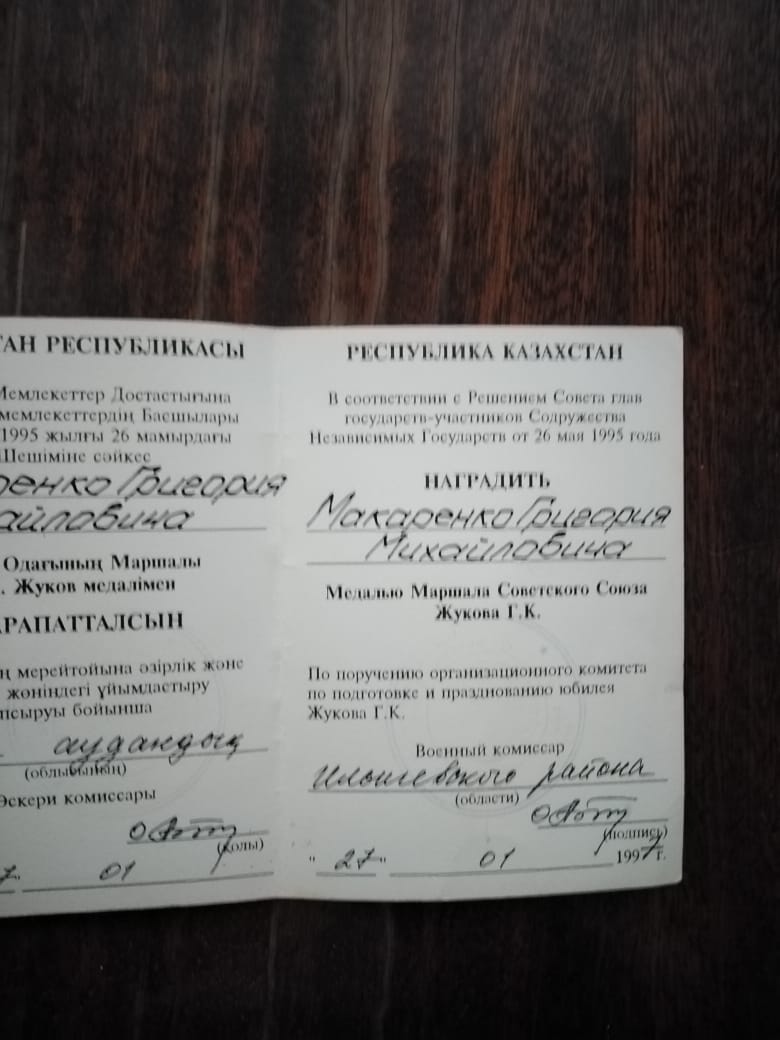 ТАН РЕСПУБЛИКАСЫ
Мемлекеттер Достастығына
мемлекеттердің Басшылары
1995 жылғы 26 мамырдағы
Шешіміне сәйкес
ренко Григория
айловича
Одағының Маршалы
. Жуков медалімен
АРАПАТТАЛСЫН
ң мерейтойына әзірлік және
жөніндегі ұйымдастыру
псыруы бойынша
аудандық
(облысының)
Әскери комиссары
(қолы)
7" 01
РЕСПУБЛИКА КАЗАХСТАН
В соответствии с Решением Совета глав
государств-участников Содружества
Независимых Государств от 26 мая 1995 года
НАГРАДИТЬ
Макаренко Григория
Михайловича
Медалью Маршала Советского Союза
Жукова Г.К.
По поручению организационного комитета
по подготовке и празднованию юбилея
Жукова Г.К.
Военный комиссар
района
(области)
(подпись)
"27" 01 1997 г.